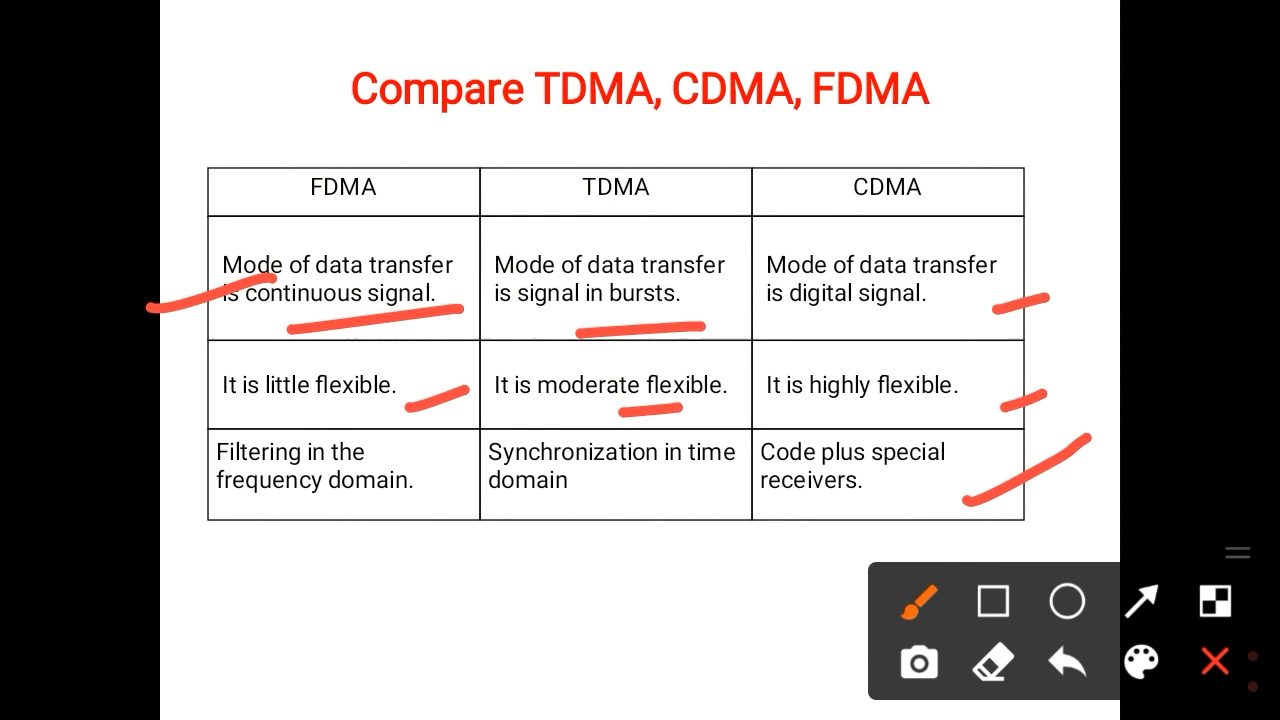 Compare TDMA, CDMA, FDMA
FDMA
TDMA
CDMA
Mode of data transfer
is continuous signal.
Mode of data transfer
is signal in bursts.
Mode of data transfer
is digital signal.
It is little flexible.
It is moderate flexible.
It is highly flexible.
Filtering in the
frequency domain.
Synchronization in time
domain
Code plus special
receivers.